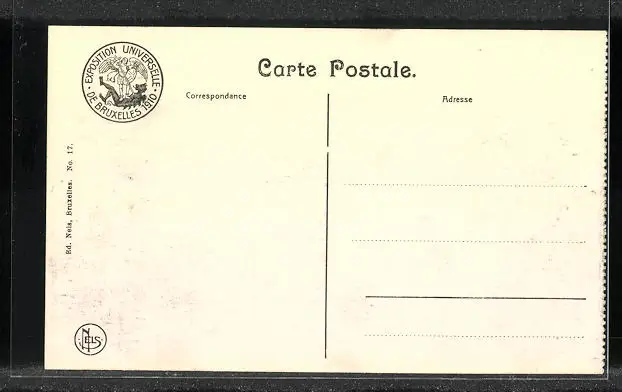 EXPOSITION UNIVERSELLE
DE BRUXELLES 1910
Carte Postale.
Correspondance
Adresse
Ed. Nels, Bruxelles. No. 17.
NELS